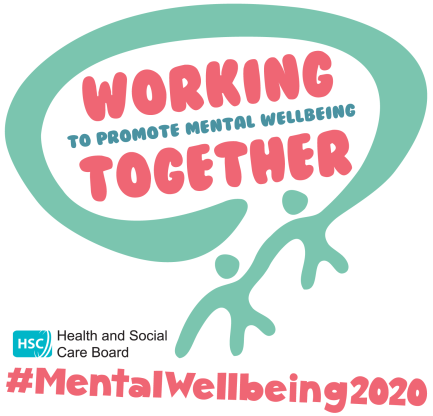 WORKING
TO PROMOTE MENTAL WELLBEING
TOGETHER
HSC
Health and Social
Care Board
#MentalWellbeing2020